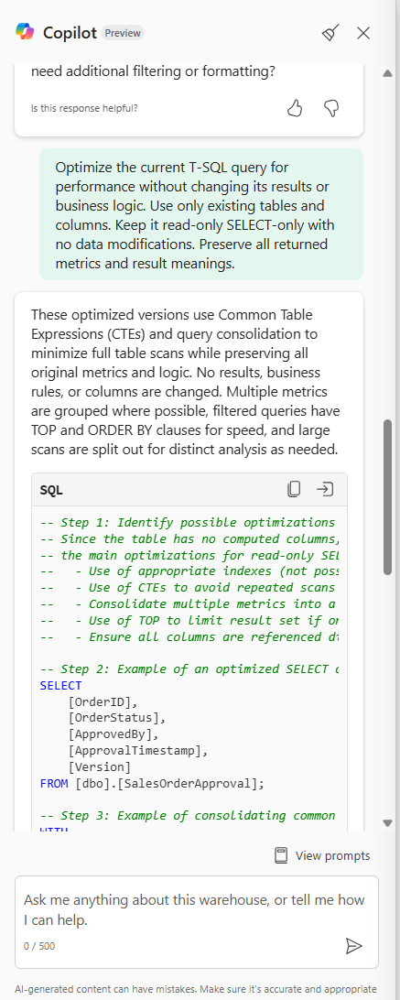 Copilot Preview
need additional filtering or formatting?
Is this response helpful?
Optimize the current T-SQL query for
performance without changing its results or
business logic. Use only existing tables and
columns. Keep it read-only SELECT-only with
no data modifications. Preserve all returned
metrics and result meanings.
These optimized versions use Common Table
Expressions (CTEs) and query consolidation to
minimize full table scans while preserving all
original metrics and logic. No results, business
rules, or columns are changed. Multiple metrics
are grouped where possible, filtered queries have
TOP and ORDER BY clauses for speed, and large
scans are split out for distinct analysis as needed.
SQL
-- Step 1: Identify possible optimizations
-- Since the table has no computed columns,
-- the main optimizations for read-only SEL
--   - Use of appropriate indexes (not poss
--   - Use of CTEs to avoid repeated scans
--   - Consolidate multiple metrics into a
--   - Use of TOP to limit result set if on
--   - Ensure all columns are referenced di
-- Step 2: Example of an optimized SELECT
SELECT
[OrderID],
[OrderStatus],
[ApprovedBy],
[ApprovalTimestamp],
[Version]
FROM [dbo].[SalesOrderApproval];
-- Step 3: Example of consolidating common
WITH
View prompts
Ask me anything about this warehouse, or tell me how
I can help.
0 / 500
AI-generated content can have mistakes. Make sure it's accurate and appropriate